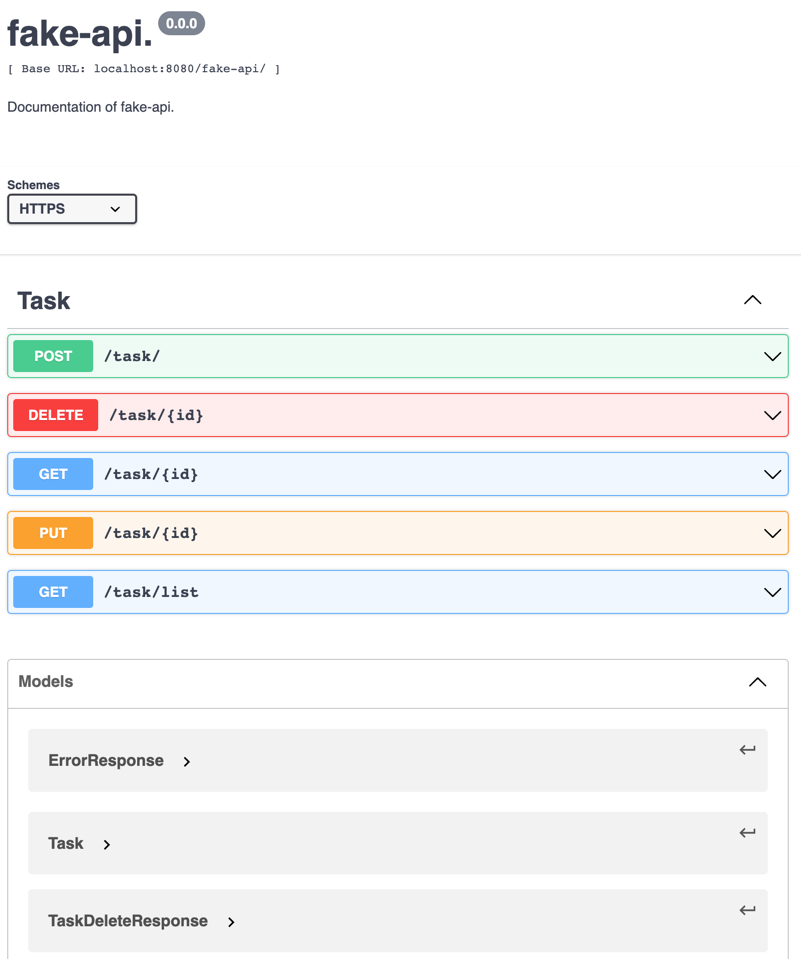 fake-api. 0.0.0
[ Base URL: localhost:8080/fake-api/ ]
Documentation of fake-api.
Schemes
HTTPS
Task
POST /task/
DELETE /task/{id}
GET /task/{id}
PUT /task/{id}
GET /task/list
Models
ErrorResponse
Task
TaskDeleteResponse